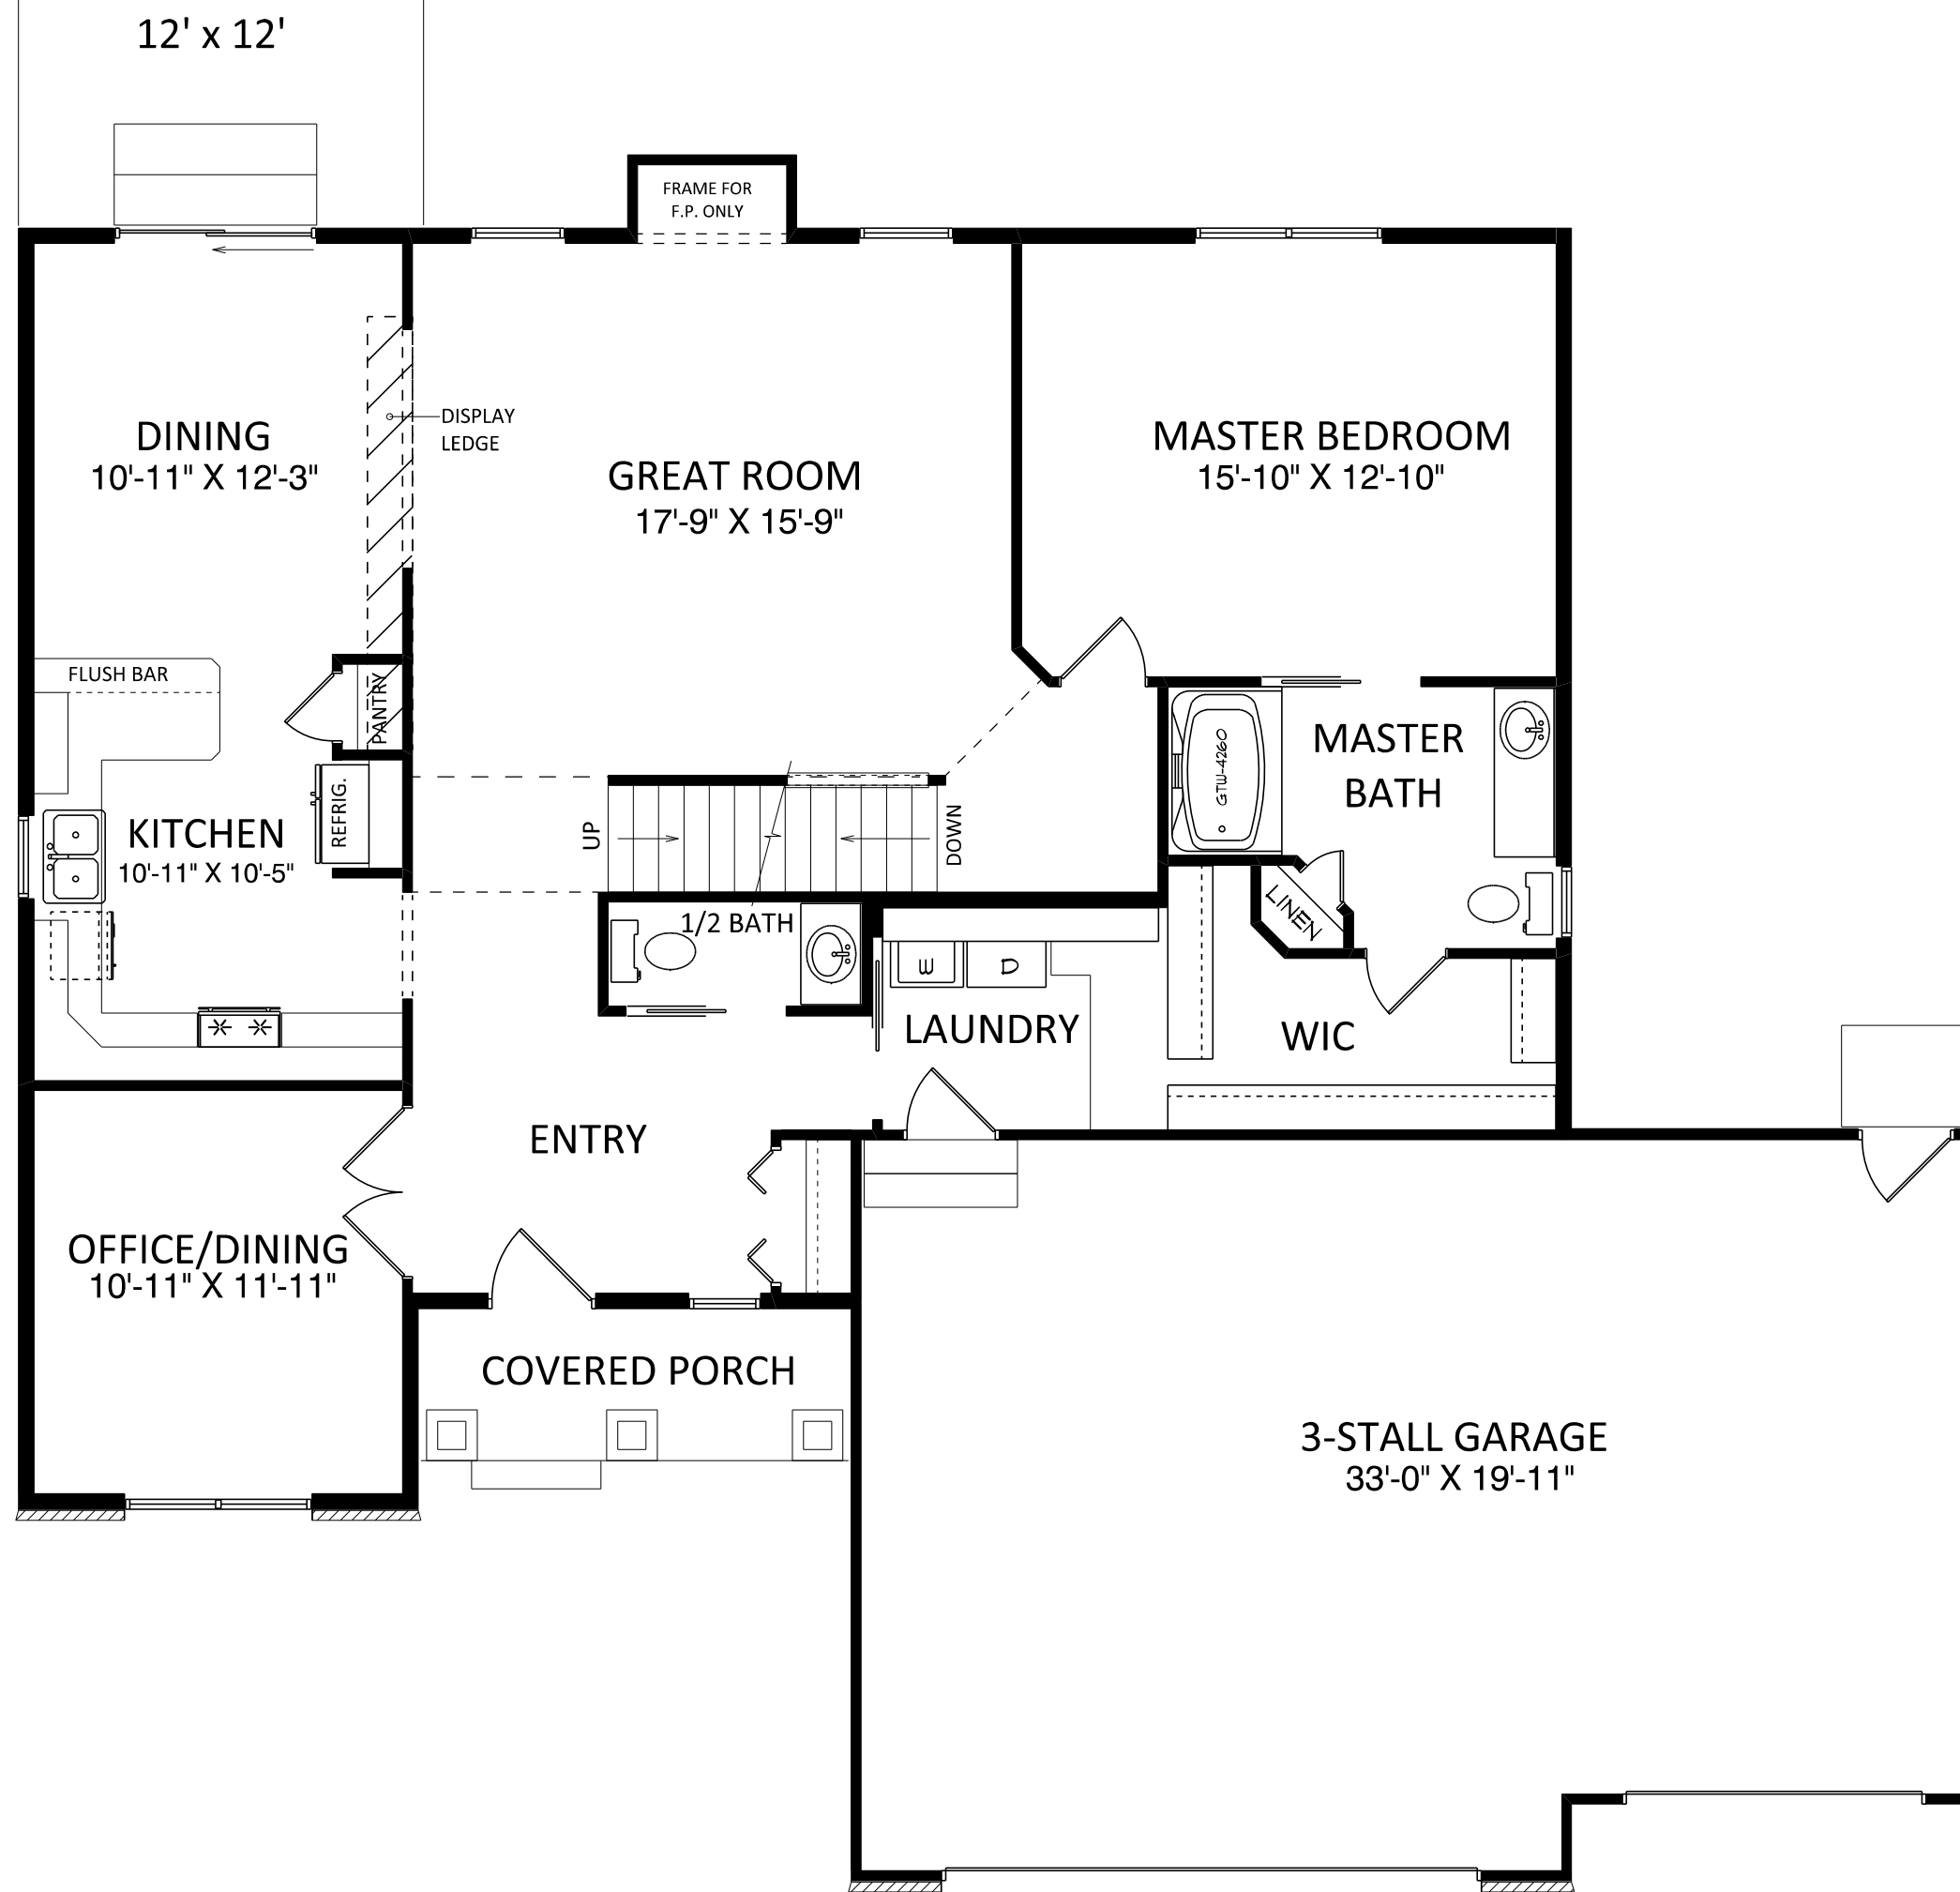 12' x 12'
FRAME FOR
F.P. ONLY
DISPLAY
LEDGE
DINING
10'-11" X 12'-3"
GREAT ROOM
17'-9" X 15'-9"
MASTER BEDROOM
15'-10" X 12'-10"
FLUSH BAR
PANTRY
REFRIG.
KITCHEN
10'-11" X 10'-5"
UP
DOWN
GTW-4260
MASTER
BATH
LINEN
1/2 BATH
W
D
LAUNDRY
WIC
ENTRY
OFFICE/DINING
10'-11" X 11'-11"
COVERED PORCH
3-STALL GARAGE
33'-0" X 19'-11"